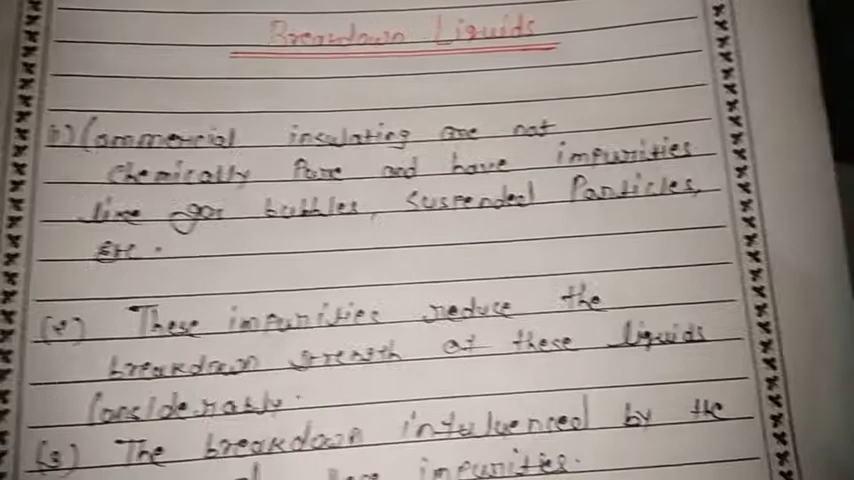 Breakdown Liquids
1) Commercial insulating are not
chemically Pure and have impurities
like gas bubbles, Suspended Particles,
etc.
(2) These impurities reduce the
breakdown strength of these liquids
Considerably.
(3) The breakdown influenced by the
impurities.